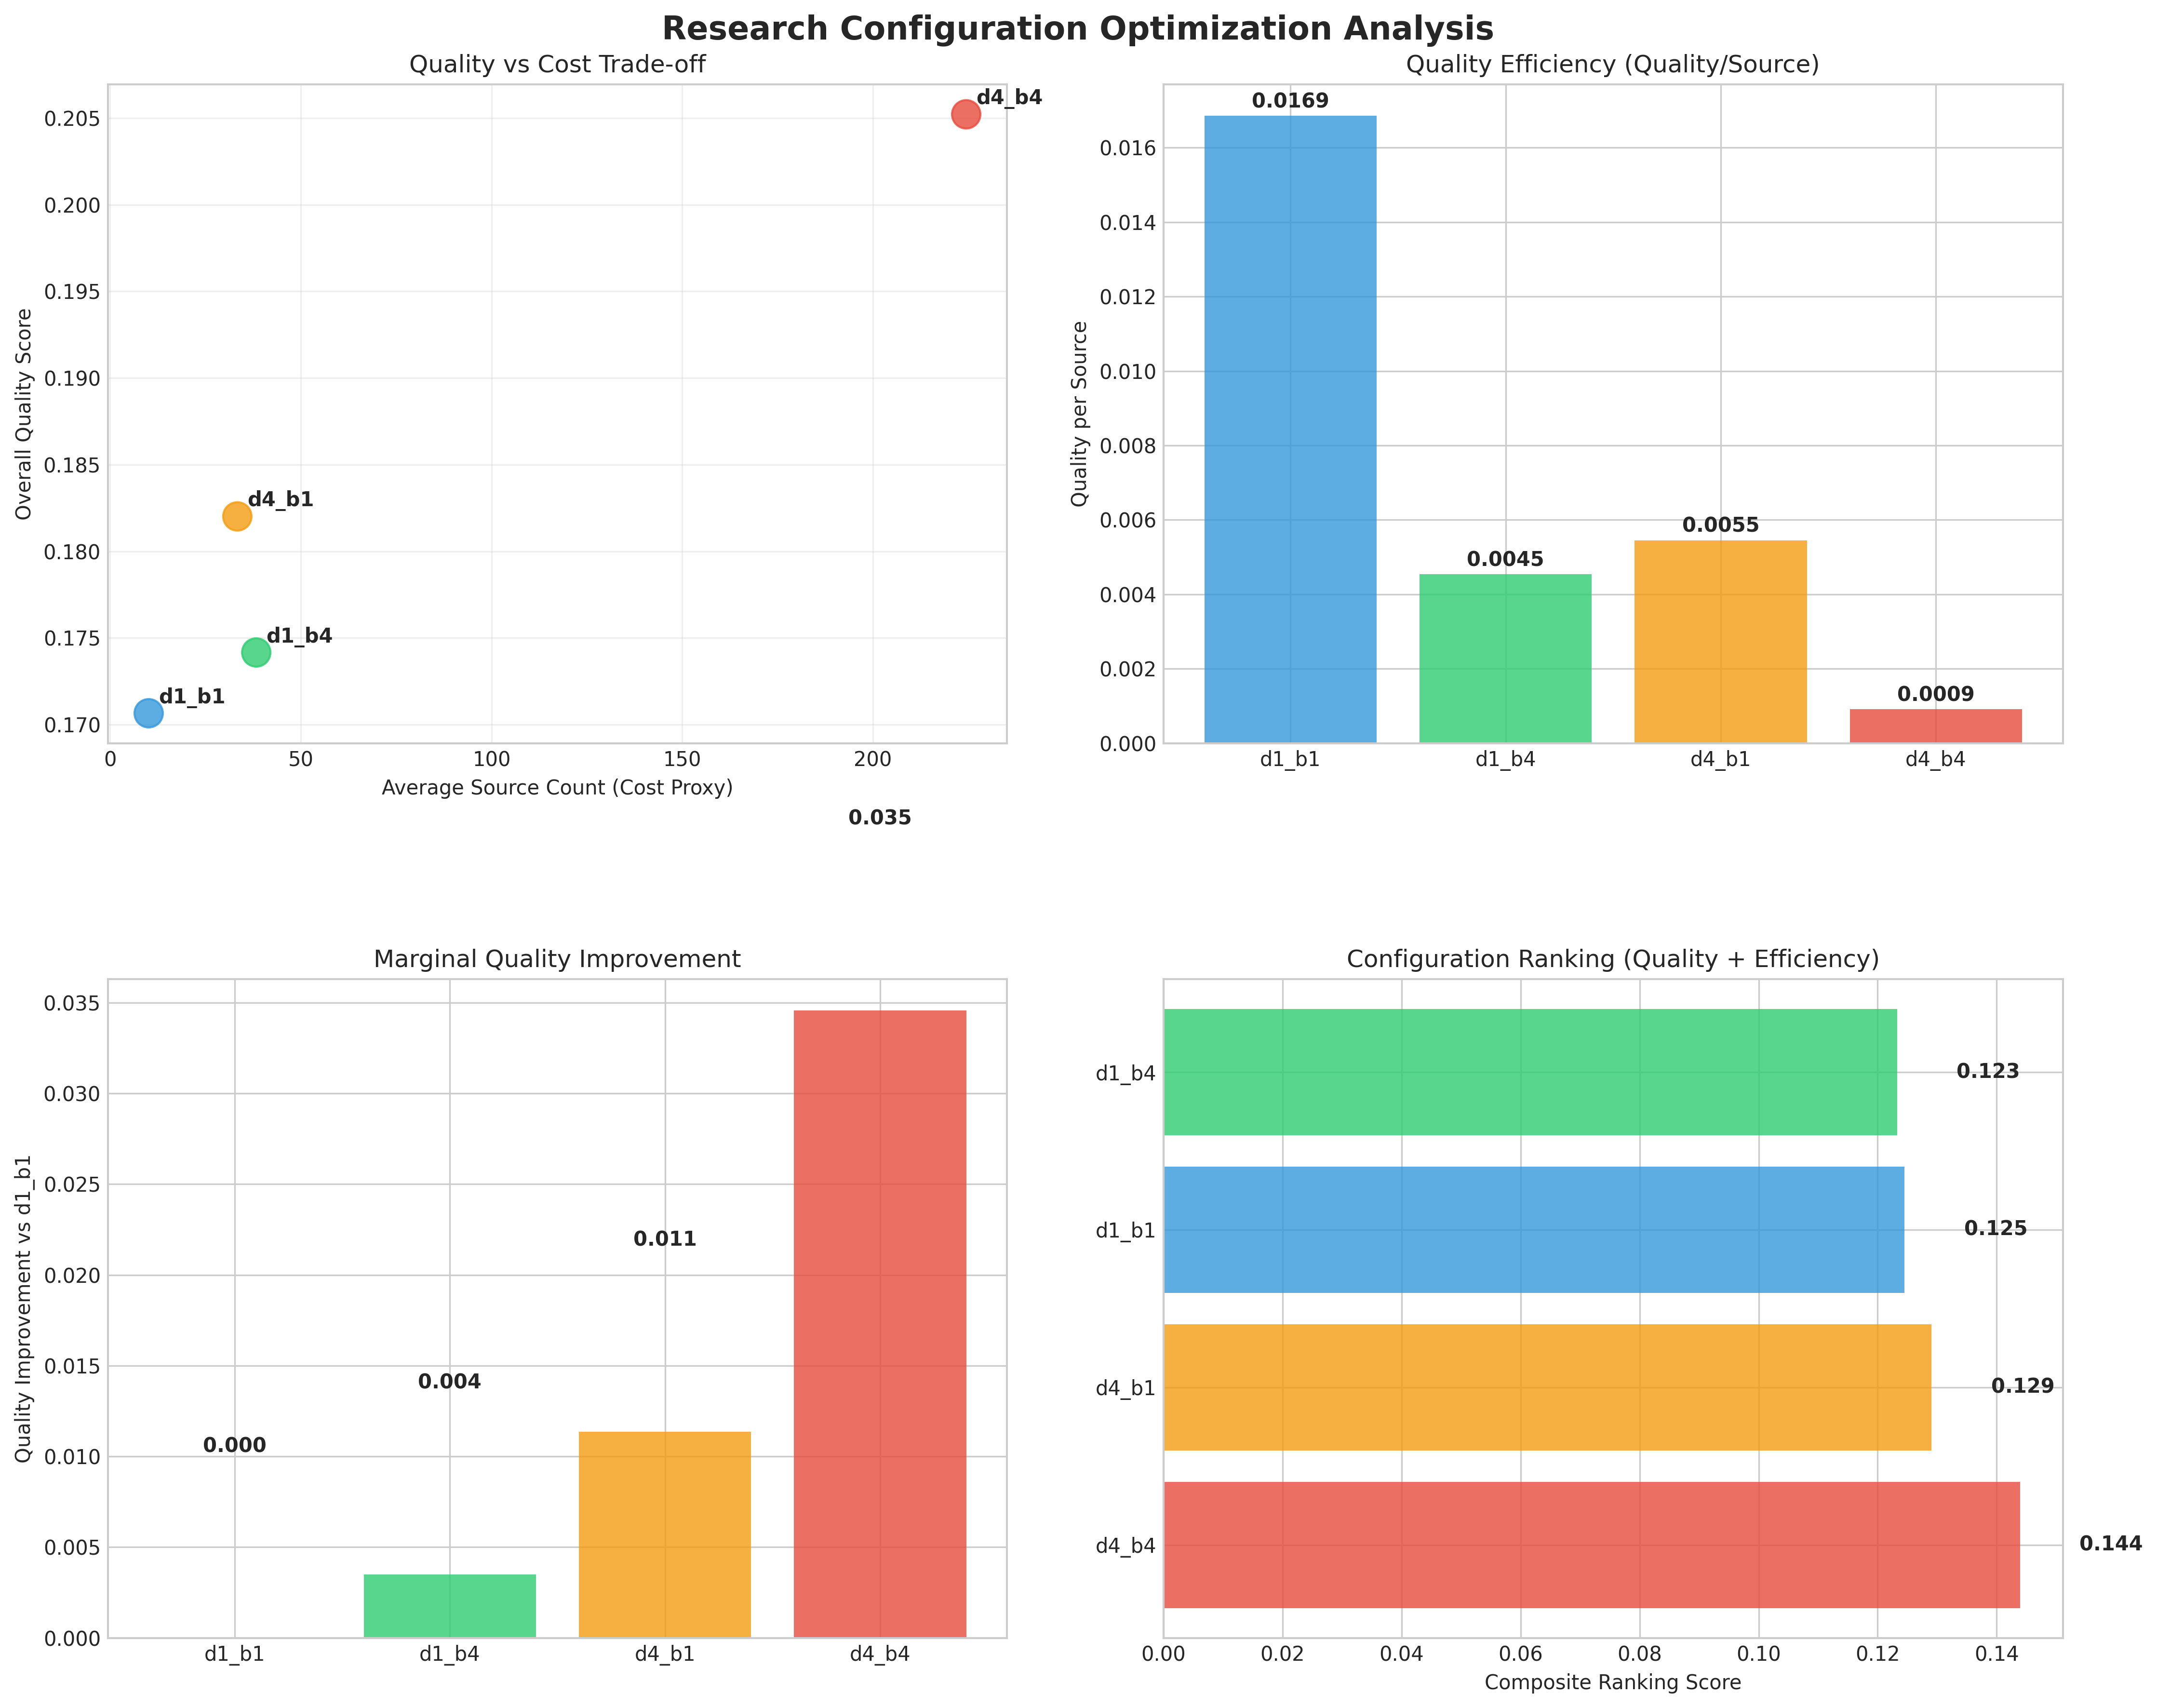 Research Configuration Optimization Analysis
Quality vs Cost Trade-off
Overall Quality Score
0.205
0.200
0.195
0.190
0.185
0.180
0.175
0.170
d4_b4
d4_b1
d1_b4
d1_b1
0 50 100 150 200
Average Source Count (Cost Proxy)
Quality Efficiency (Quality/Source)
Quality per Source
0.016
0.014
0.012
0.010
0.008
0.006
0.004
0.002
0.000
0.0169
0.0045
0.0055
0.0009
d1_b1 d1_b4 d4_b1 d4_b4
0.035
Marginal Quality Improvement
Quality Improvement vs d1_b1
0.035
0.030
0.025
0.020
0.015
0.010
0.005
0.000
0.011
0.004
0.000
d1_b1 d1_b4 d4_b1 d4_b4
Configuration Ranking (Quality + Efficiency)
d1_b4 0.123
d1_b1 0.125
d4_b1 0.129
d4_b4 0.144
0.00 0.02 0.04 0.06 0.08 0.10 0.12 0.14
Composite Ranking Score